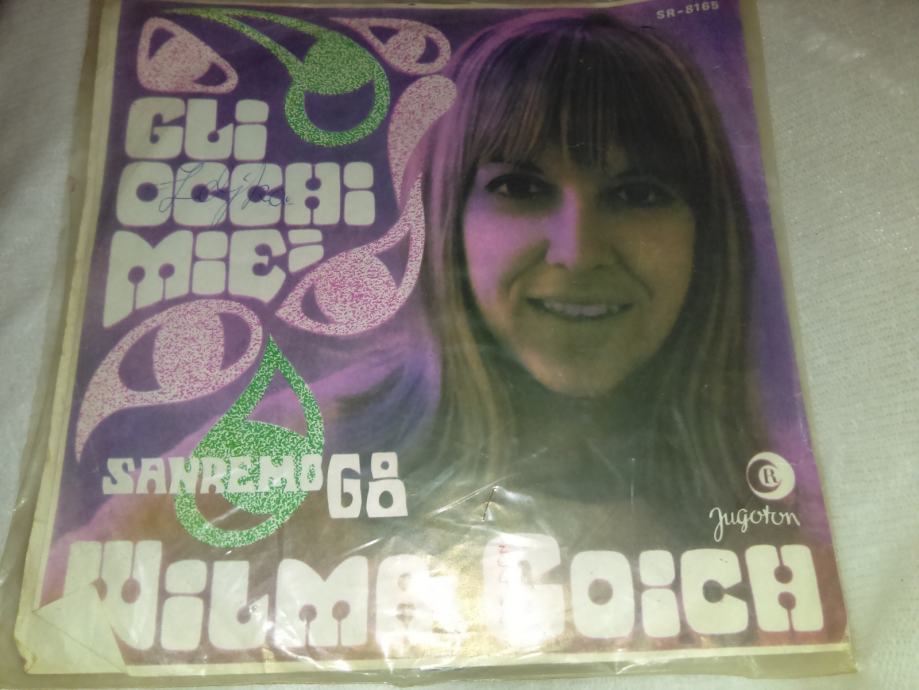 SR-8165
GLi
OCCHi
MiEi
SANREMO 68
R
Jugoton
WiLMA GOiCH